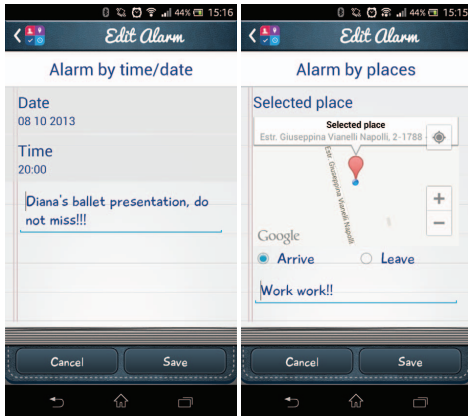 44% 15:16
Edit Alarm
Alarm by time/date
Date
08 10 2013
Time
20:00
Diana's ballet presentation, do
not miss!!!
Cancel Save
44% 15:15
Edit Alarm
Alarm by places
Selected place
Selected place
Estr. Giuseppina Vianelli Napolli, 2-1788
Estr. Giuseppina Vianelli Napolli
Google
Arrive Leave
Work work!!
Cancel Save